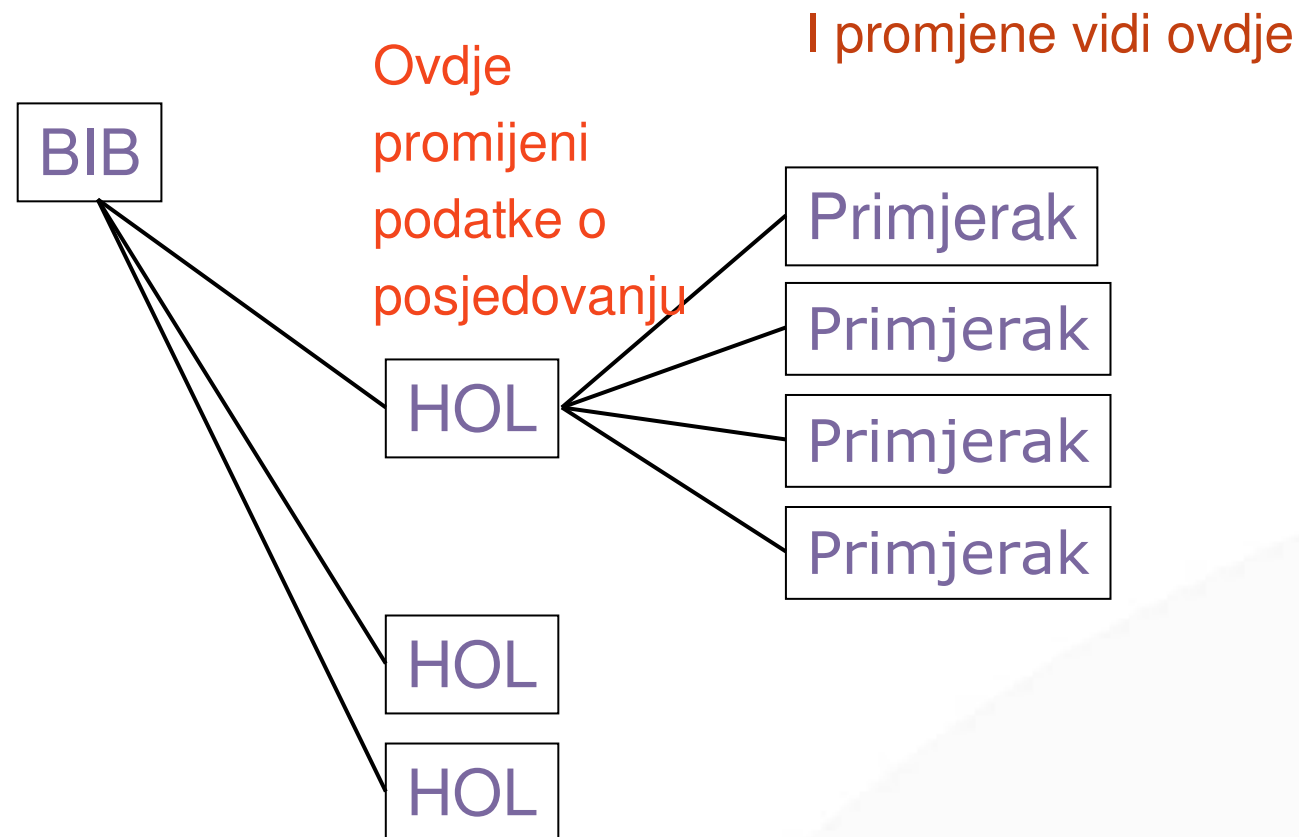 I promjene vidi ovdje
Ovdje
promijeni
podatke o
posjedovanju
BIB
Primjerak
Primjerak
HOL
Primjerak
Primjerak
HOL
HOL